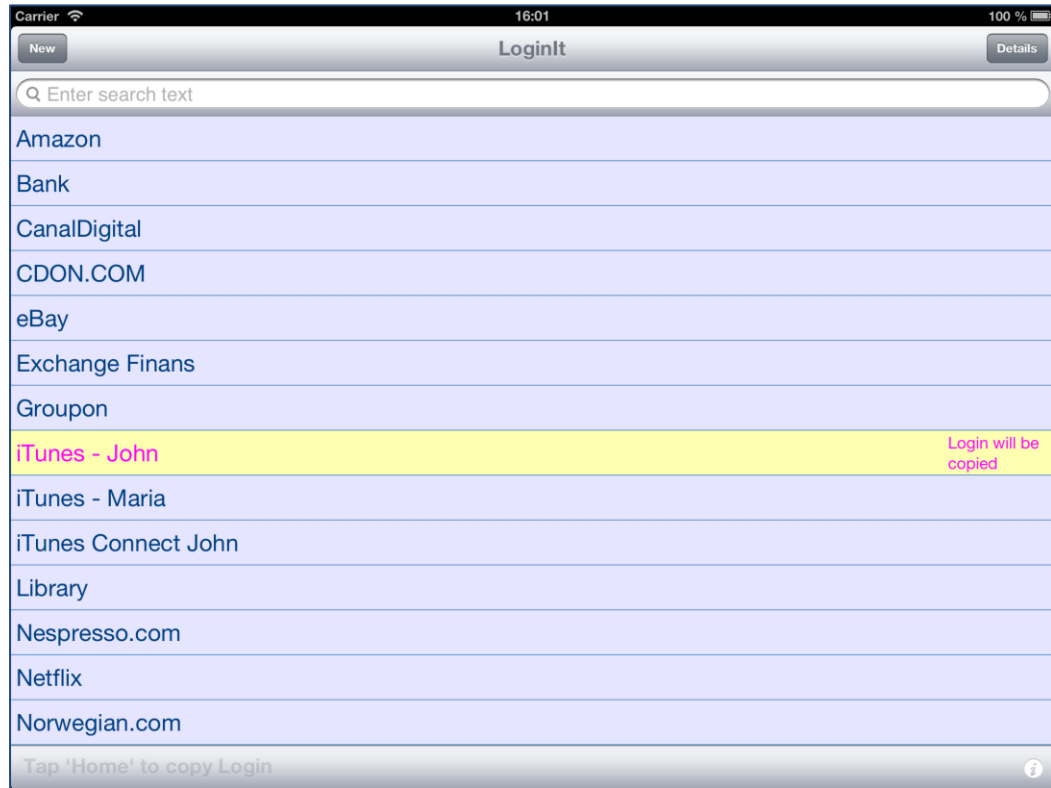 Carrier 16:01 100 %
New LoginIt Details
Enter search text
Amazon
Bank
CanalDigital
CDON.COM
eBay
Exchange Finans
Groupon
iTunes - John
Login will be
copied
iTunes - Maria
iTunes Connect John
Library
Nespresso.com
Netflix
Norwegian.com
Tap 'Home' to copy Login